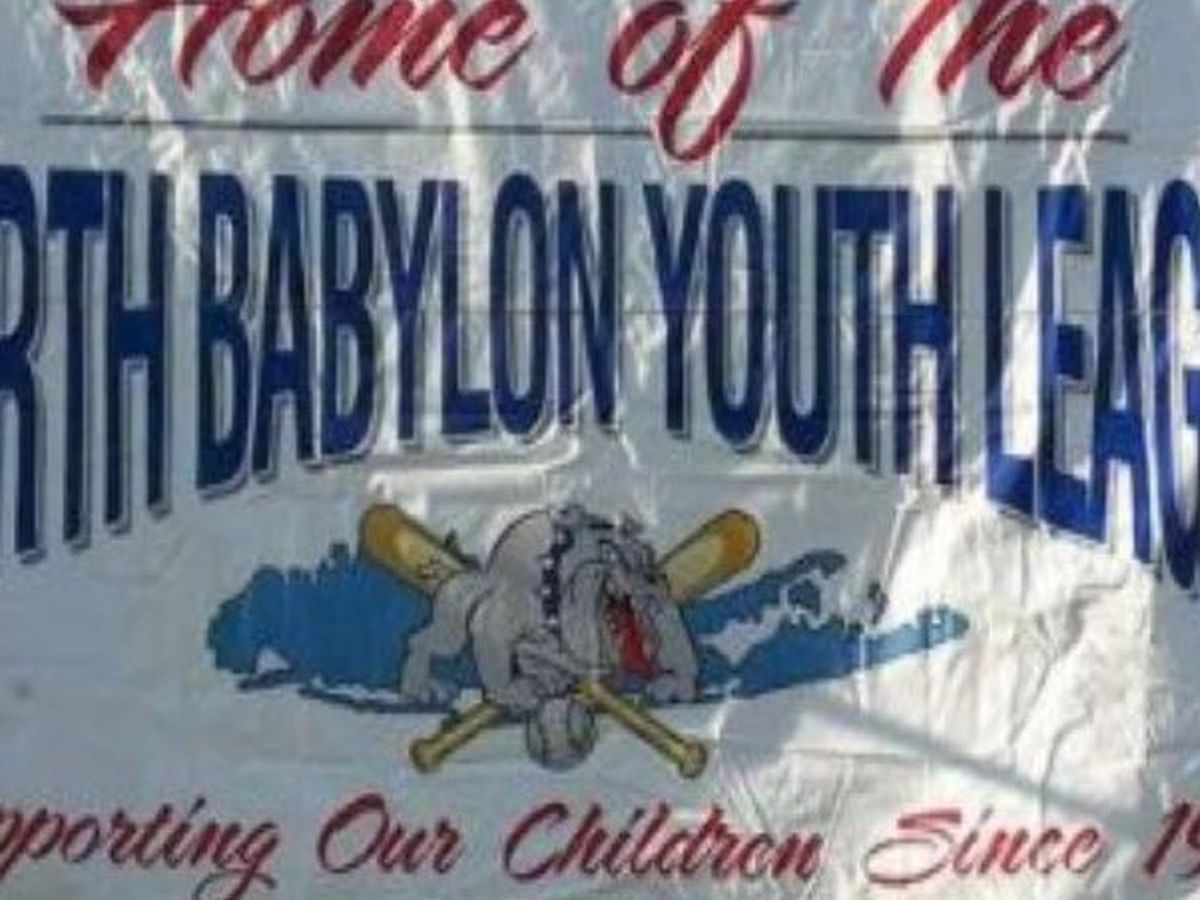 Home of The
RTH BABYLON YOUTH LEAG
pporting Our Children Since 19